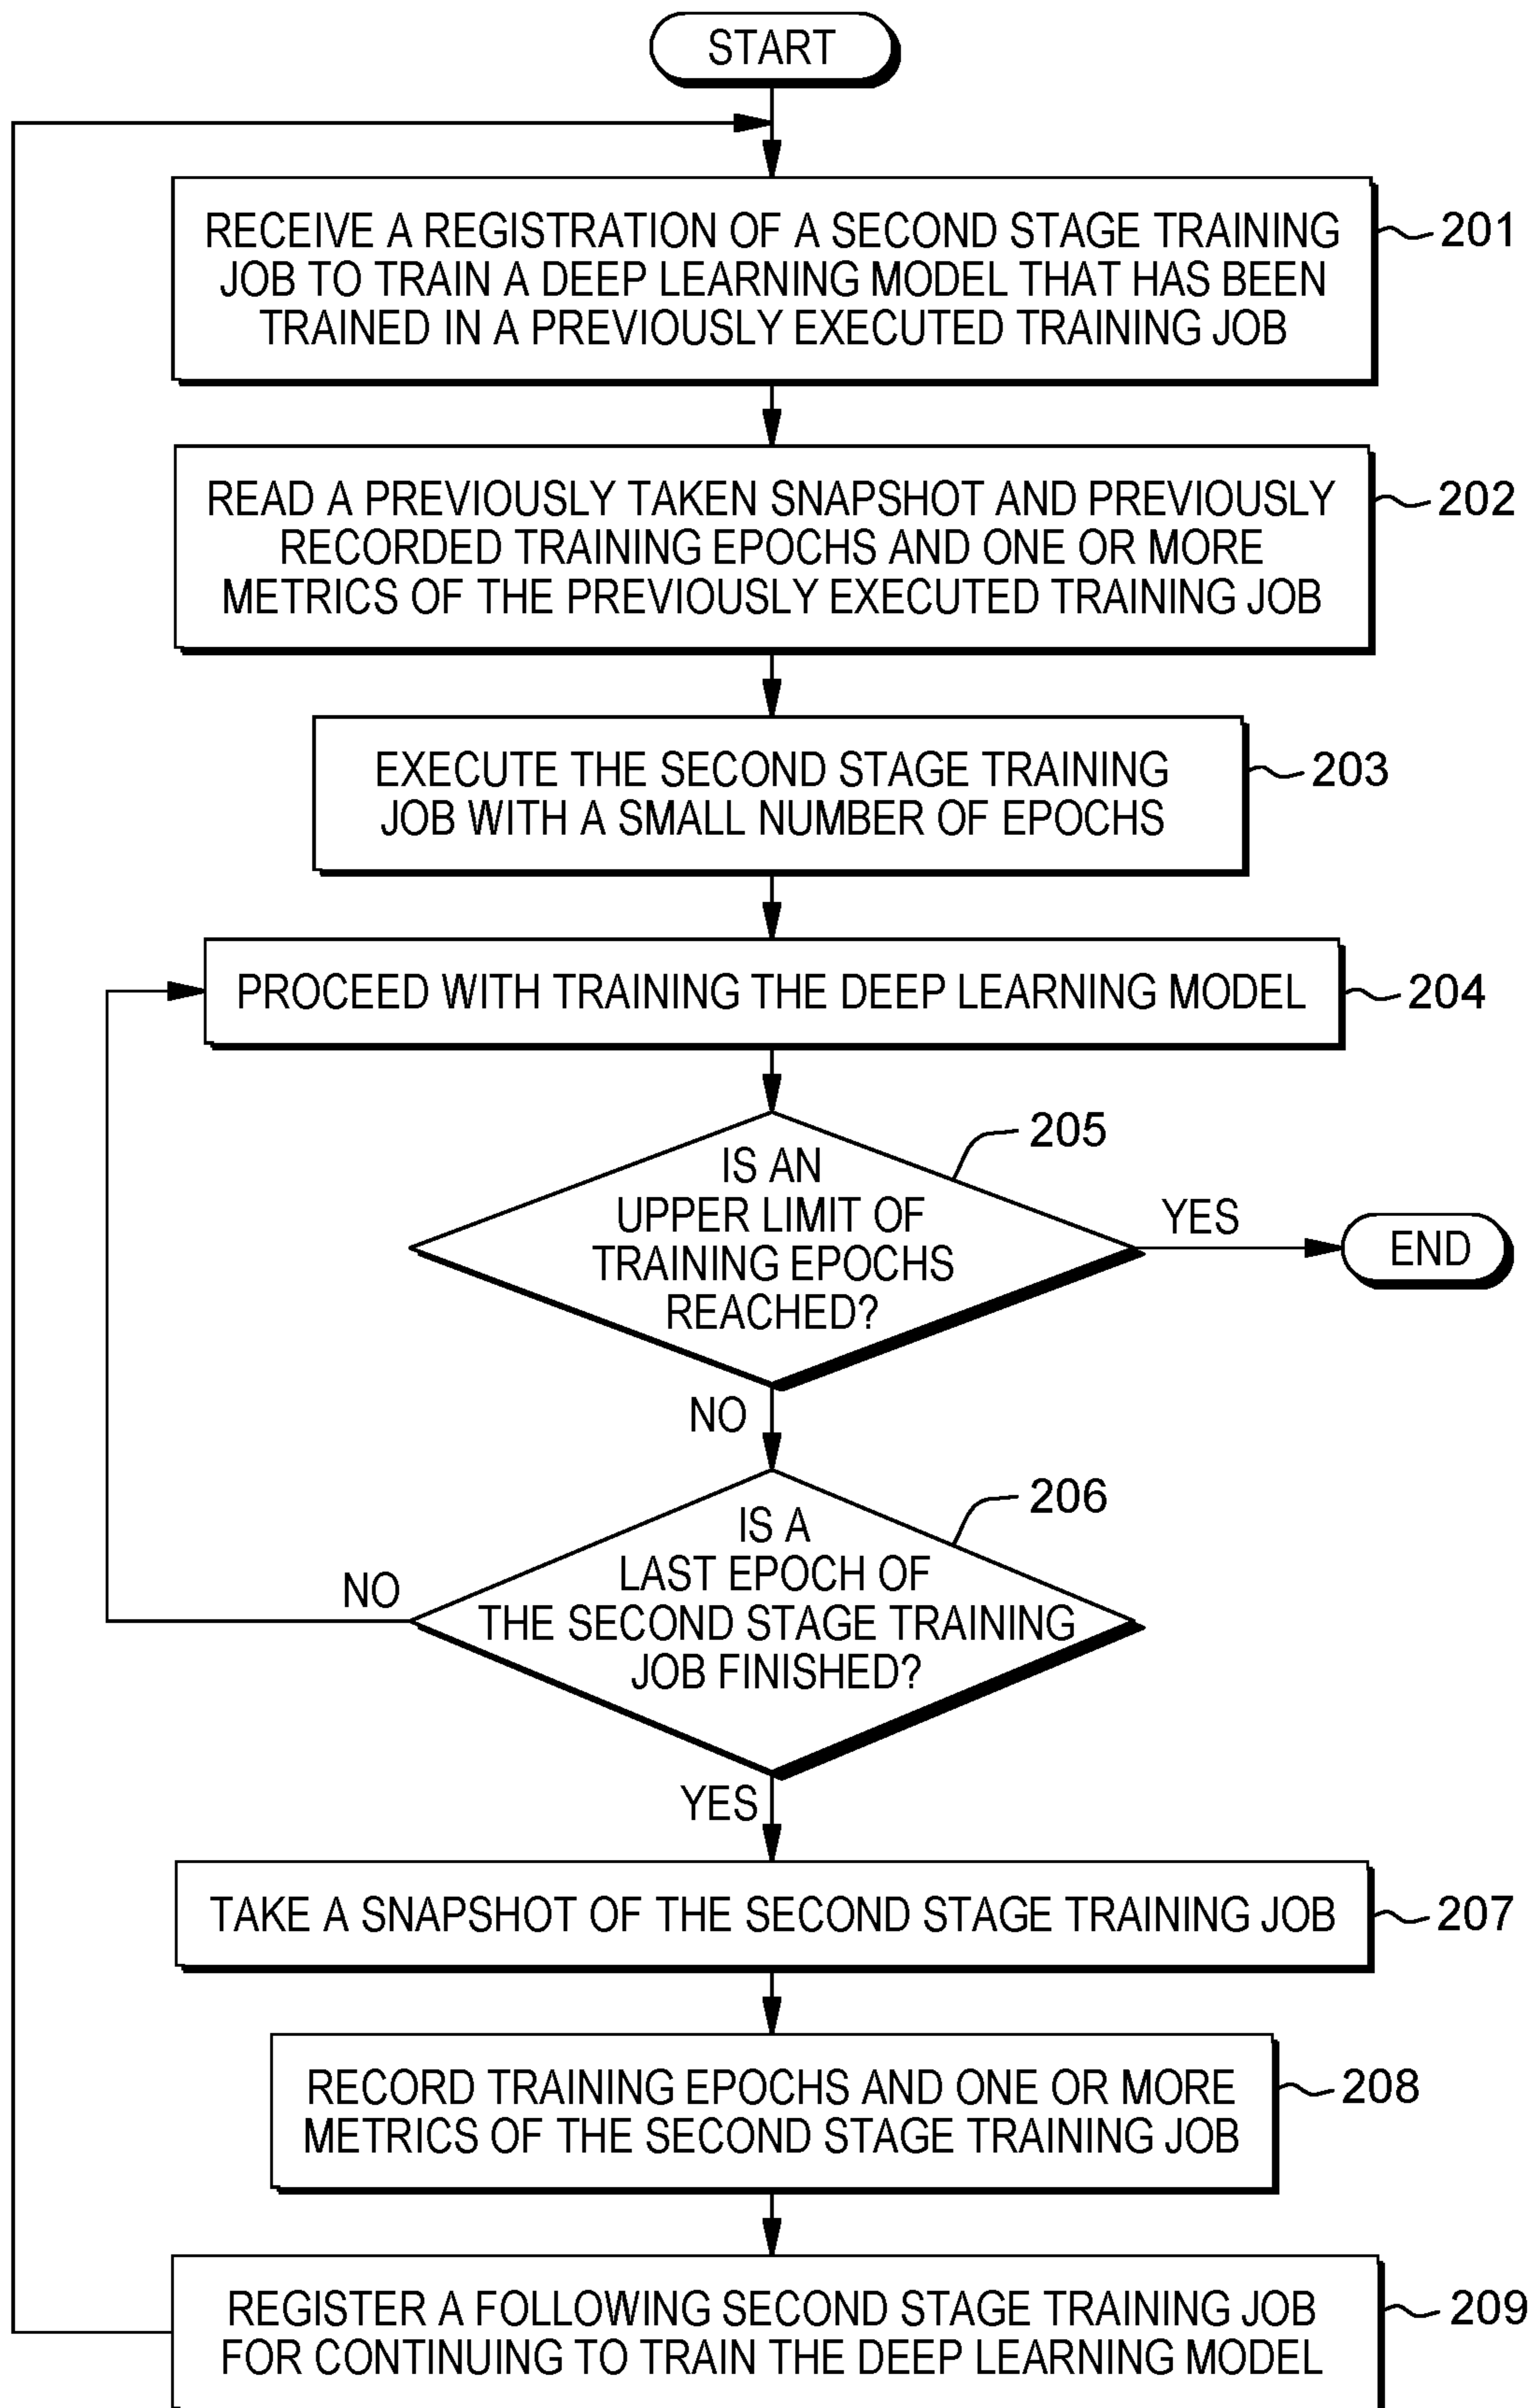 START
RECEIVE A REGISTRATION OF A SECOND STAGE TRAINING
JOB TO TRAIN A DEEP LEARNING MODEL THAT HAS BEEN
TRAINED IN A PREVIOUSLY EXECUTED TRAINING JOB
201
READ A PREVIOUSLY TAKEN SNAPSHOT AND PREVIOUSLY
RECORDED TRAINING EPOCHS AND ONE OR MORE
METRICS OF THE PREVIOUSLY EXECUTED TRAINING JOB
202
EXECUTE THE SECOND STAGE TRAINING
JOB WITH A SMALL NUMBER OF EPOCHS
203
PROCEED WITH TRAINING THE DEEP LEARNING MODEL
204
205
IS AN
UPPER LIMIT OF
TRAINING EPOCHS
REACHED?
YES
END
NO
206
IS A
LAST EPOCH OF
THE SECOND STAGE TRAINING
JOB FINISHED?
NO
YES
TAKE A SNAPSHOT OF THE SECOND STAGE TRAINING JOB
207
RECORD TRAINING EPOCHS AND ONE OR MORE
METRICS OF THE SECOND STAGE TRAINING JOB
208
REGISTER A FOLLOWING SECOND STAGE TRAINING JOB
FOR CONTINUING TO TRAIN THE DEEP LEARNING MODEL
209